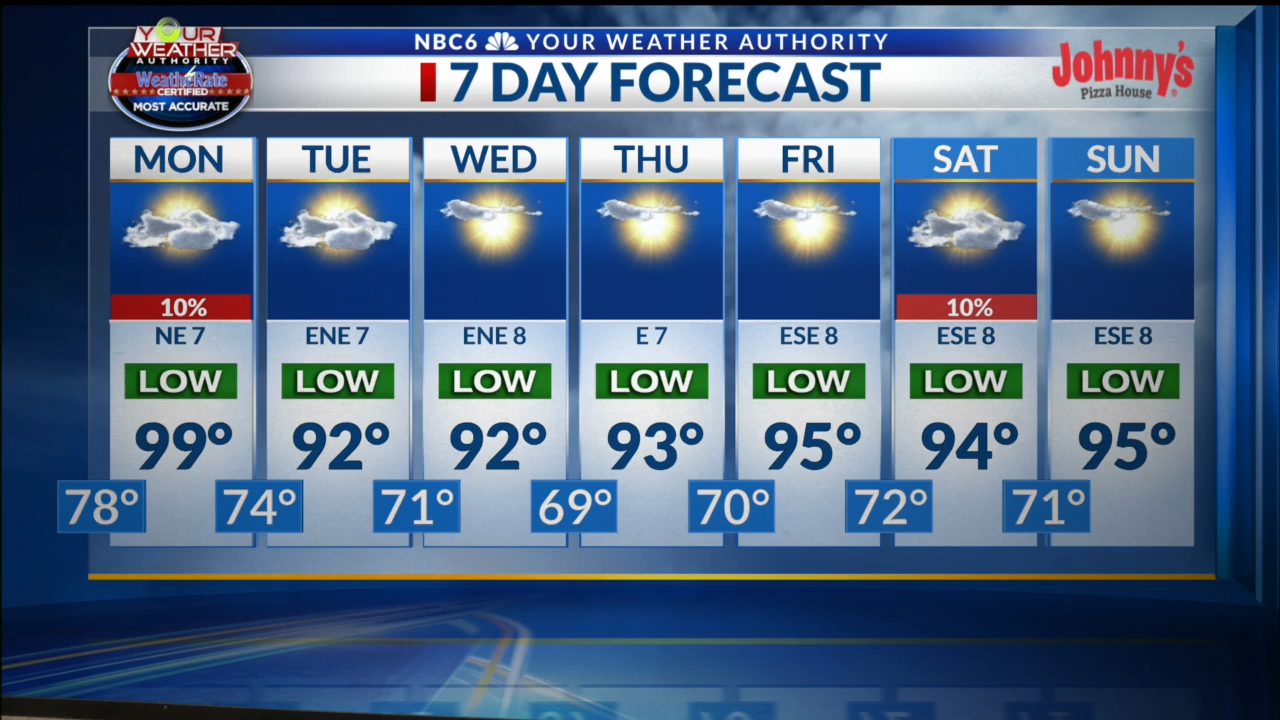 YOUR
WEATHER
AUTHORITY
WeatheRate
CERTIFIED
MOST ACCURATE
NBC6 YOUR WEATHER AUTHORITY
7 DAY FORECAST
Johnny's
Pizza House
MON TUE WED THU FRI SAT SUN
10% 10%
NE 7 ENE 7 ENE 8 E 7 ESE 8 ESE 8 ESE 8
LOW LOW LOW LOW LOW LOW LOW
99° 92° 92° 93° 95° 94° 95°
78° 74° 71° 69° 70° 72° 71°